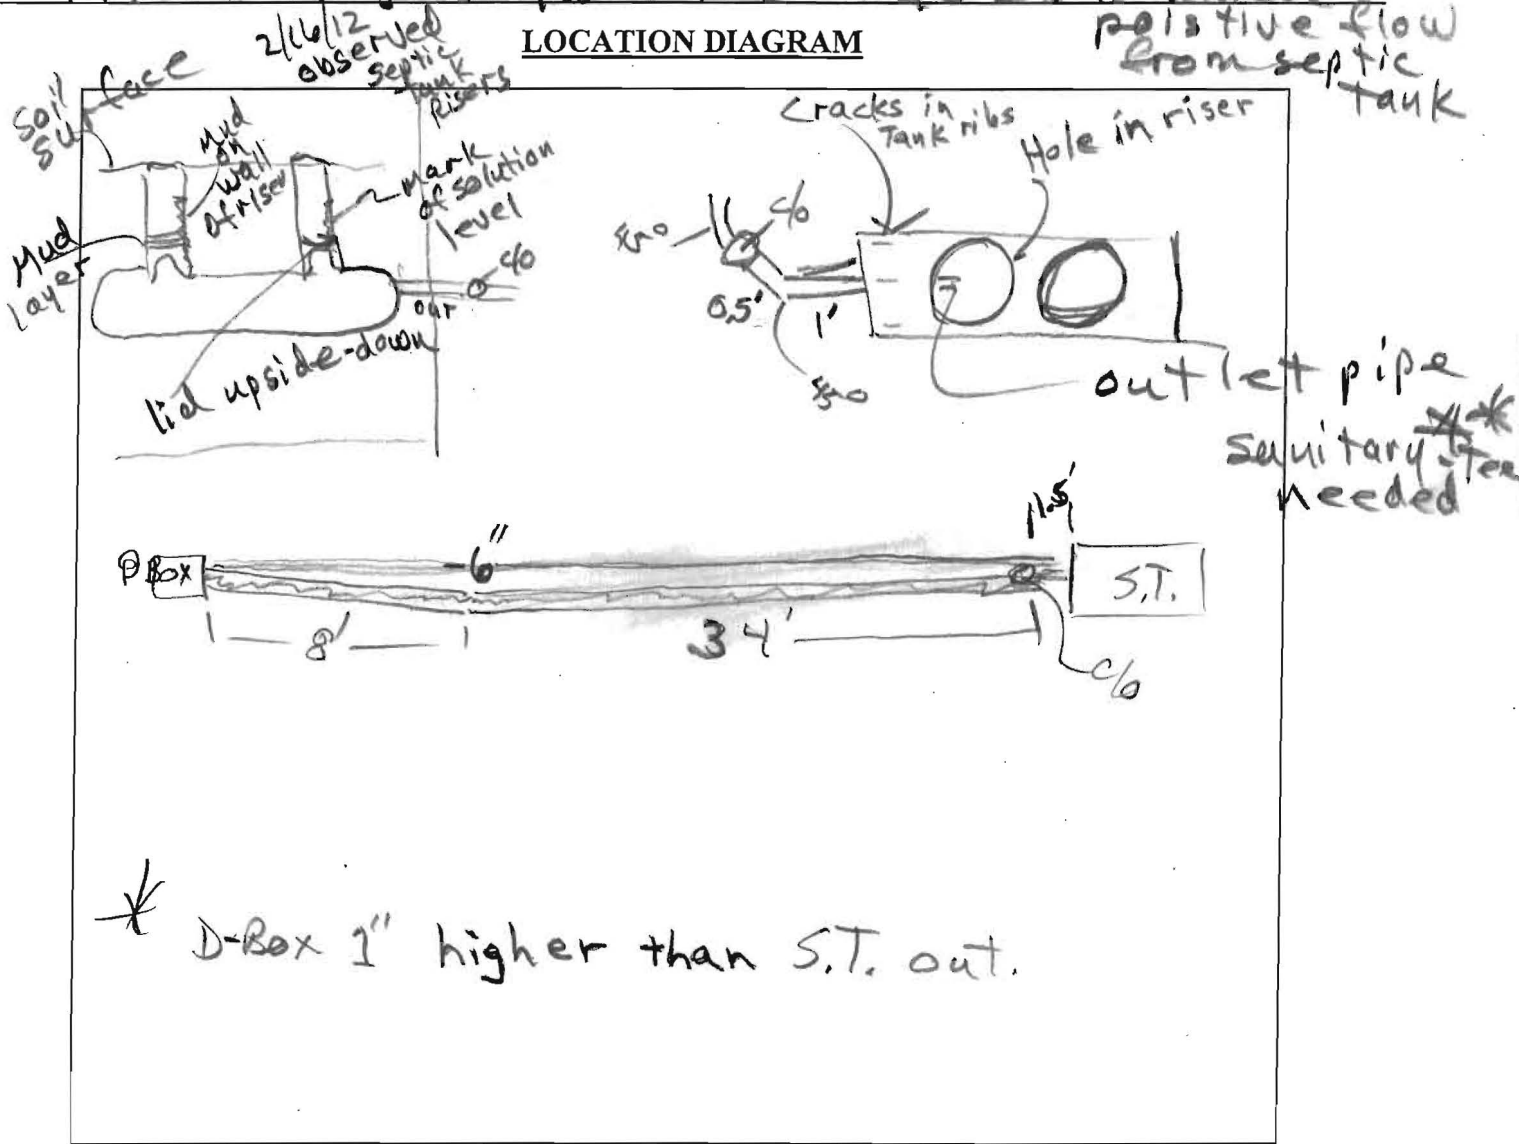 LOCATION DIAGRAM
poistive flow
from septic
tank
2/16/12
observed
septic
tank
Risers
Soil
surface
Mud
on
wall
of riser
Mark
of solution
level
Mud
layer
c/o
out
lid upside-down
Cracks in
Tank ribs
Hole in riser
c/o
0.5'
1'
outlet pipe
sanitary Tee
needed
D Box
-6"
1.5'
S.T.
8'
34'
c/o
* D-Box 1" higher than S.T. out.